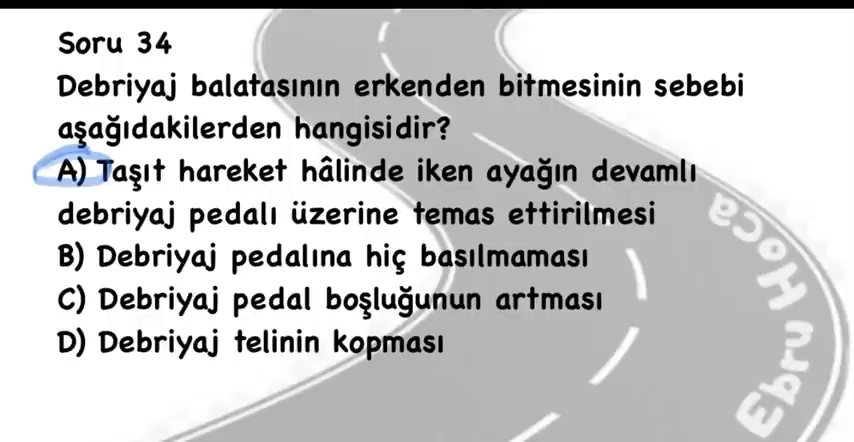 Soru 34
Debriyaj balatasının erkenden bitmesinin sebebi
aşağıdakilerden hangisidir?
A) Taşıt hareket hâlinde iken ayağın devamlı
debriyaj pedalı üzerine temas ettirilmesi
B) Debriyaj pedalına hiç basılmaması
C) Debriyaj pedal boşluğunun artması
D) Debriyaj telinin kopması
Ebru Hoca